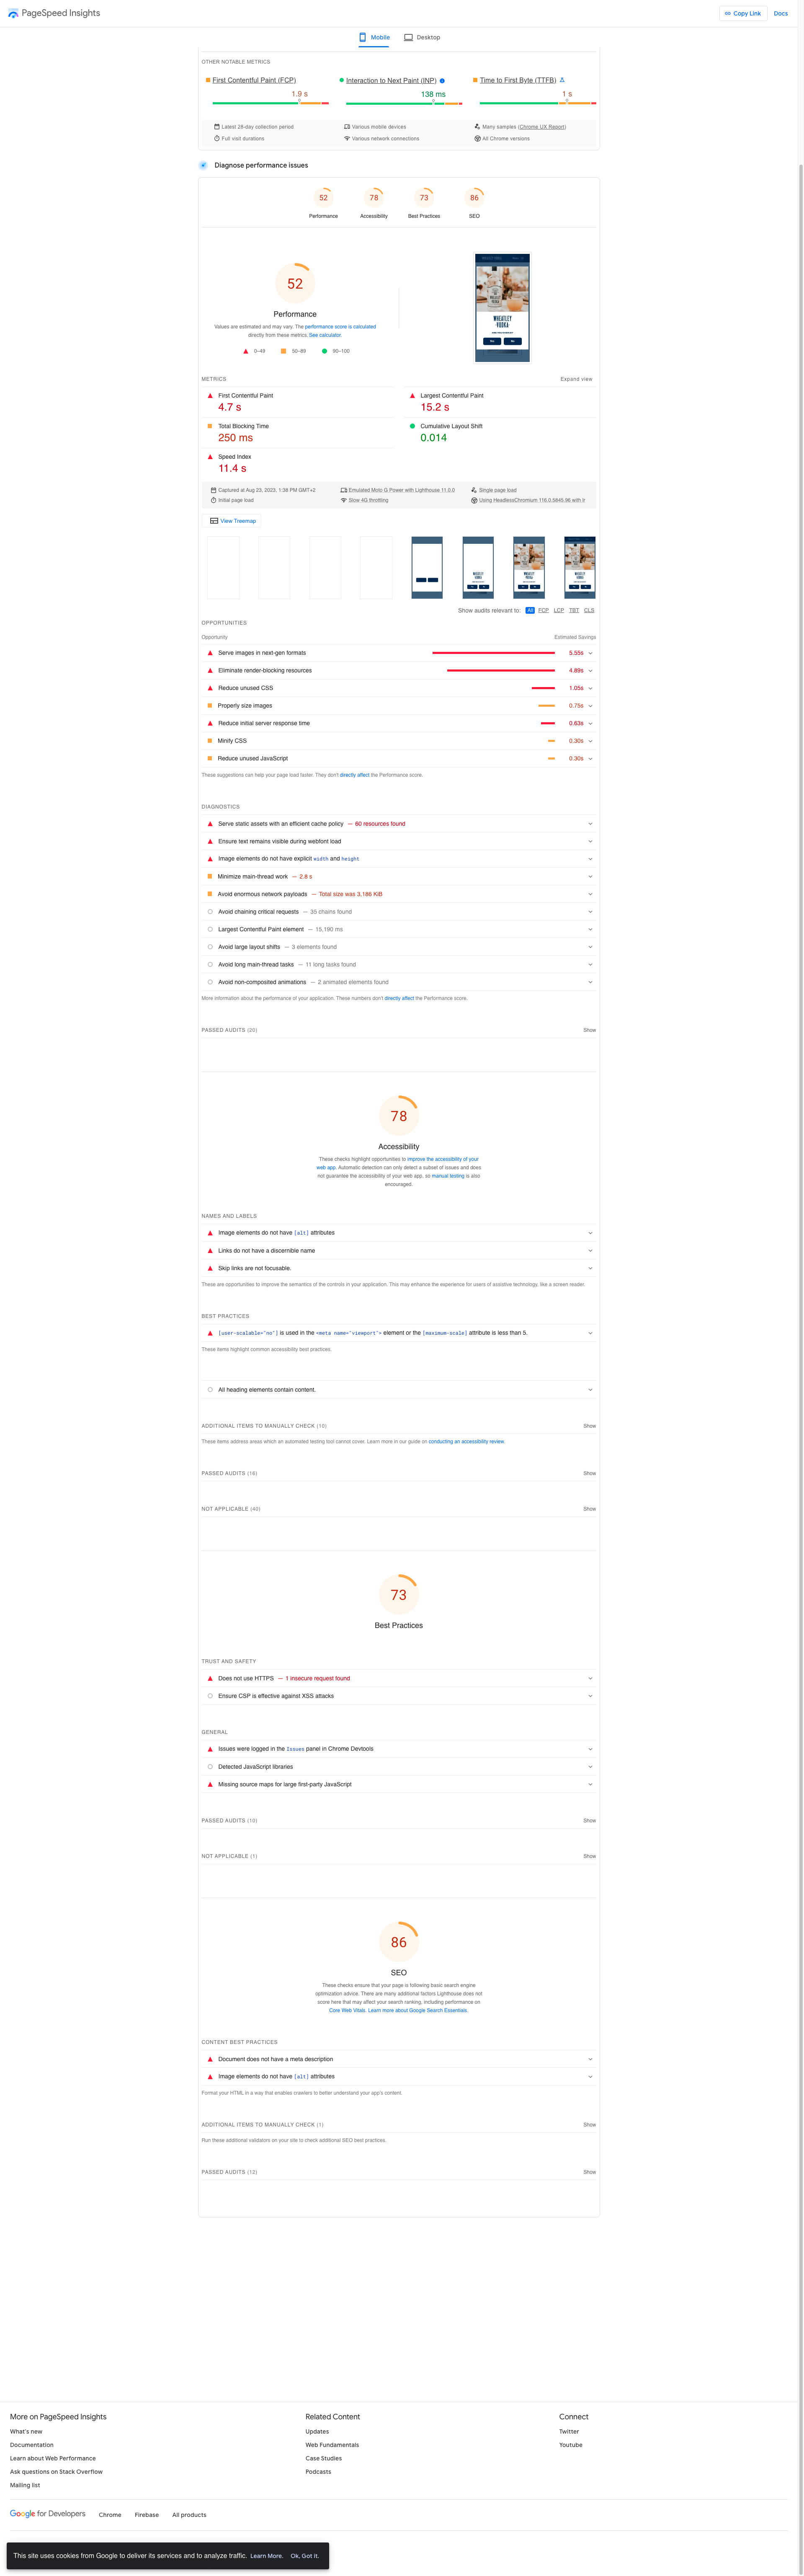 PageSpeed Insights
Copy Link
Docs
Mobile
Desktop
OTHER NOTABLE METRICS
First Contentful Paint (FCP)
1.9 s
Interaction to Next Paint (INP)
138 ms
Time to First Byte (TTFB)
1 s
Latest 28-day collection period
Various mobile devices
Many samples (Chrome UX Report)
Full visit durations
Various network connections
All Chrome versions
Diagnose performance issues
52
78
73
86
Performance
Accessibility
Best Practices
SEO
52
Performance
Values are estimated and may vary. The performance score is calculated
directly from these metrics. See calculator.
0–49
50–89
90–100
WHEATLEY
VODKA
METRICS
Expand view
First Contentful Paint
4.7 s
Largest Contentful Paint
15.2 s
Total Blocking Time
250 ms
Cumulative Layout Shift
0.014
Speed Index
11.4 s
Captured at Aug 23, 2023, 1:38 PM GMT+2
Emulated Moto G Power with Lighthouse 11.0.0
Single page load
Initial page load
Slow 4G throttling
Using HeadlessChromium 116.0.5845.96 with lr
View Treemap
Show audits relevant to: All FCP LCP TBT CLS
OPPORTUNITIES
Opportunity
Estimated Savings
Serve images in next-gen formats
5.55s
Eliminate render-blocking resources
4.89s
Reduce unused CSS
1.05s
Properly size images
0.75s
Reduce initial server response time
0.63s
Minify CSS
0.30s
Reduce unused JavaScript
0.30s
These suggestions can help your page load faster. They don't directly affect the Performance score.
DIAGNOSTICS
Serve static assets with an efficient cache policy — 60 resources found
Ensure text remains visible during webfont load
Image elements do not have explicit width and height
Minimize main-thread work — 2.8 s
Avoid enormous network payloads — Total size was 3,186 KiB
Avoid chaining critical requests — 35 chains found
Largest Contentful Paint element — 15,190 ms
Avoid large layout shifts — 3 elements found
Avoid long main-thread tasks — 11 long tasks found
Avoid non-composited animations — 2 animated elements found
More information about the performance of your application. These numbers don't directly affect the Performance score.
PASSED AUDITS (20)
Show
78
Accessibility
These checks highlight opportunities to improve the accessibility of your
web app. Automatic detection can only detect a subset of issues and does
not guarantee the accessibility of your web app, so manual testing is also
encouraged.
NAMES AND LABELS
Image elements do not have [alt] attributes
Links do not have a discernible name
Skip links are not focusable.
These are opportunities to improve the semantics of the controls in your application. This may enhance the experience for users of assistive technology, like a screen reader.
BEST PRACTICES
[user-scalable="no"] is used in the <meta name="viewport"> element or the [maximum-scale] attribute is less than 5.
These items highlight common accessibility best practices.
All heading elements contain content.
ADDITIONAL ITEMS TO MANUALLY CHECK (10)
Show
These items address areas which an automated testing tool cannot cover. Learn more in our guide on conducting an accessibility review.
PASSED AUDITS (16)
Show
NOT APPLICABLE (40)
Show
73
Best Practices
TRUST AND SAFETY
Does not use HTTPS — 1 insecure request found
Ensure CSP is effective against XSS attacks
GENERAL
Issues were logged in the Issues panel in Chrome Devtools
Detected JavaScript libraries
Missing source maps for large first-party JavaScript
PASSED AUDITS (10)
Show
NOT APPLICABLE (1)
Show
86
SEO
These checks ensure that your page is following basic search engine
optimization advice. There are many additional factors Lighthouse does not
score here that may affect your search ranking, including performance on
Core Web Vitals. Learn more about Google Search Essentials.
CONTENT BEST PRACTICES
Document does not have a meta description
Image elements do not have [alt] attributes
Format your HTML in a way that enables crawlers to better understand your app's content.
ADDITIONAL ITEMS TO MANUALLY CHECK (1)
Show
Run these additional validators on your site to check additional SEO best practices.
PASSED AUDITS (12)
Show
More on PageSpeed Insights
What's new
Documentation
Learn about Web Performance
Ask questions on Stack Overflow
Mailing list
Related Content
Updates
Web Fundamentals
Case Studies
Podcasts
Connect
Twitter
Youtube
Google for Developers
Chrome
Firebase
All products
This site uses cookies from Google to deliver its services and to analyze traffic. Learn More. Ok, Got it.